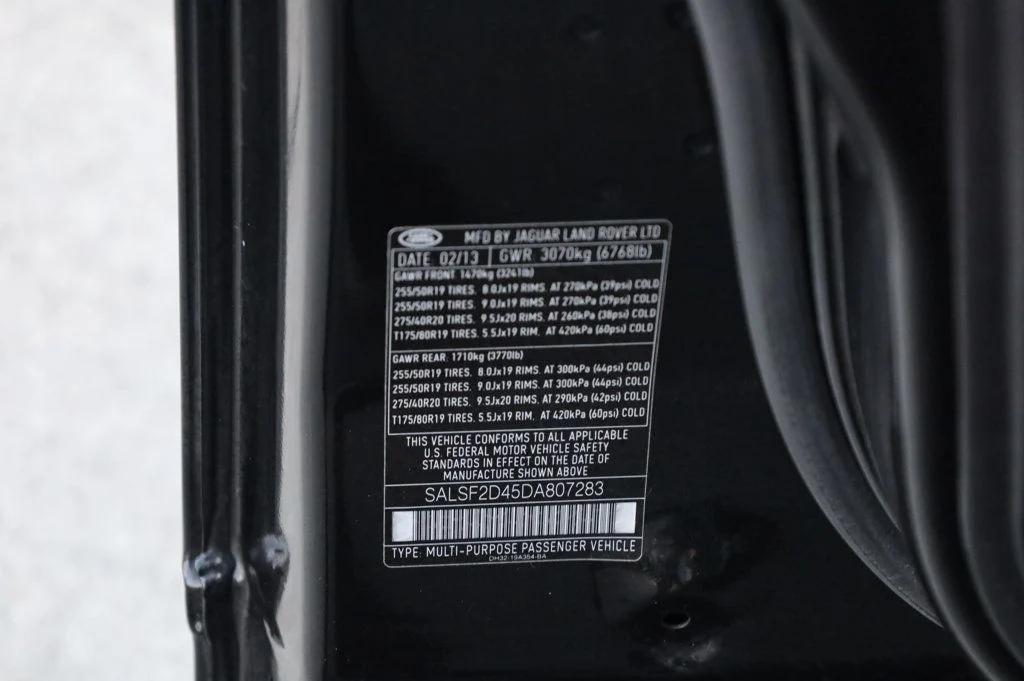 MFD BY JAGUAR LAND ROVER LTD
DATE 02/13 GWR 3070kg (6768lb)
GAWR FRONT 1470kg (3241lb)
255/50R19 TIRES. 8.0Jx19 RIMS. AT 270kPa (39psi) COLD
255/50R19 TIRES. 9.0Jx19 RIMS. AT 270kPa (39psi) COLD
275/40R20 TIRES. 9.5Jx20 RIMS. AT 260kPa (38psi) COLD
T175/80R19 TIRES. 5.5Jx19 RIM. AT 420kPa (60psi) COLD
GAWR REAR 1710kg (3770lb)
255/50R19 TIRES. 8.0Jx19 RIMS. AT 300kPa (44psi) COLD
255/50R19 TIRES. 9.0Jx19 RIMS. AT 300kPa (44psi) COLD
275/40R20 TIRES. 9.5Jx20 RIMS. AT 290kPa (42psi) COLD
T175/80R19 TIRES. 5.5Jx19 RIM. AT 420kPa (60psi) COLD
THIS VEHICLE CONFORMS TO ALL APPLICABLE
U.S. FEDERAL MOTOR VEHICLE SAFETY
STANDARDS IN EFFECT ON THE DATE OF
MANUFACTURE SHOWN ABOVE
SALSF2D45DA807283
TYPE: MULTI-PURPOSE PASSENGER VEHICLE
DH32-19A354-BA